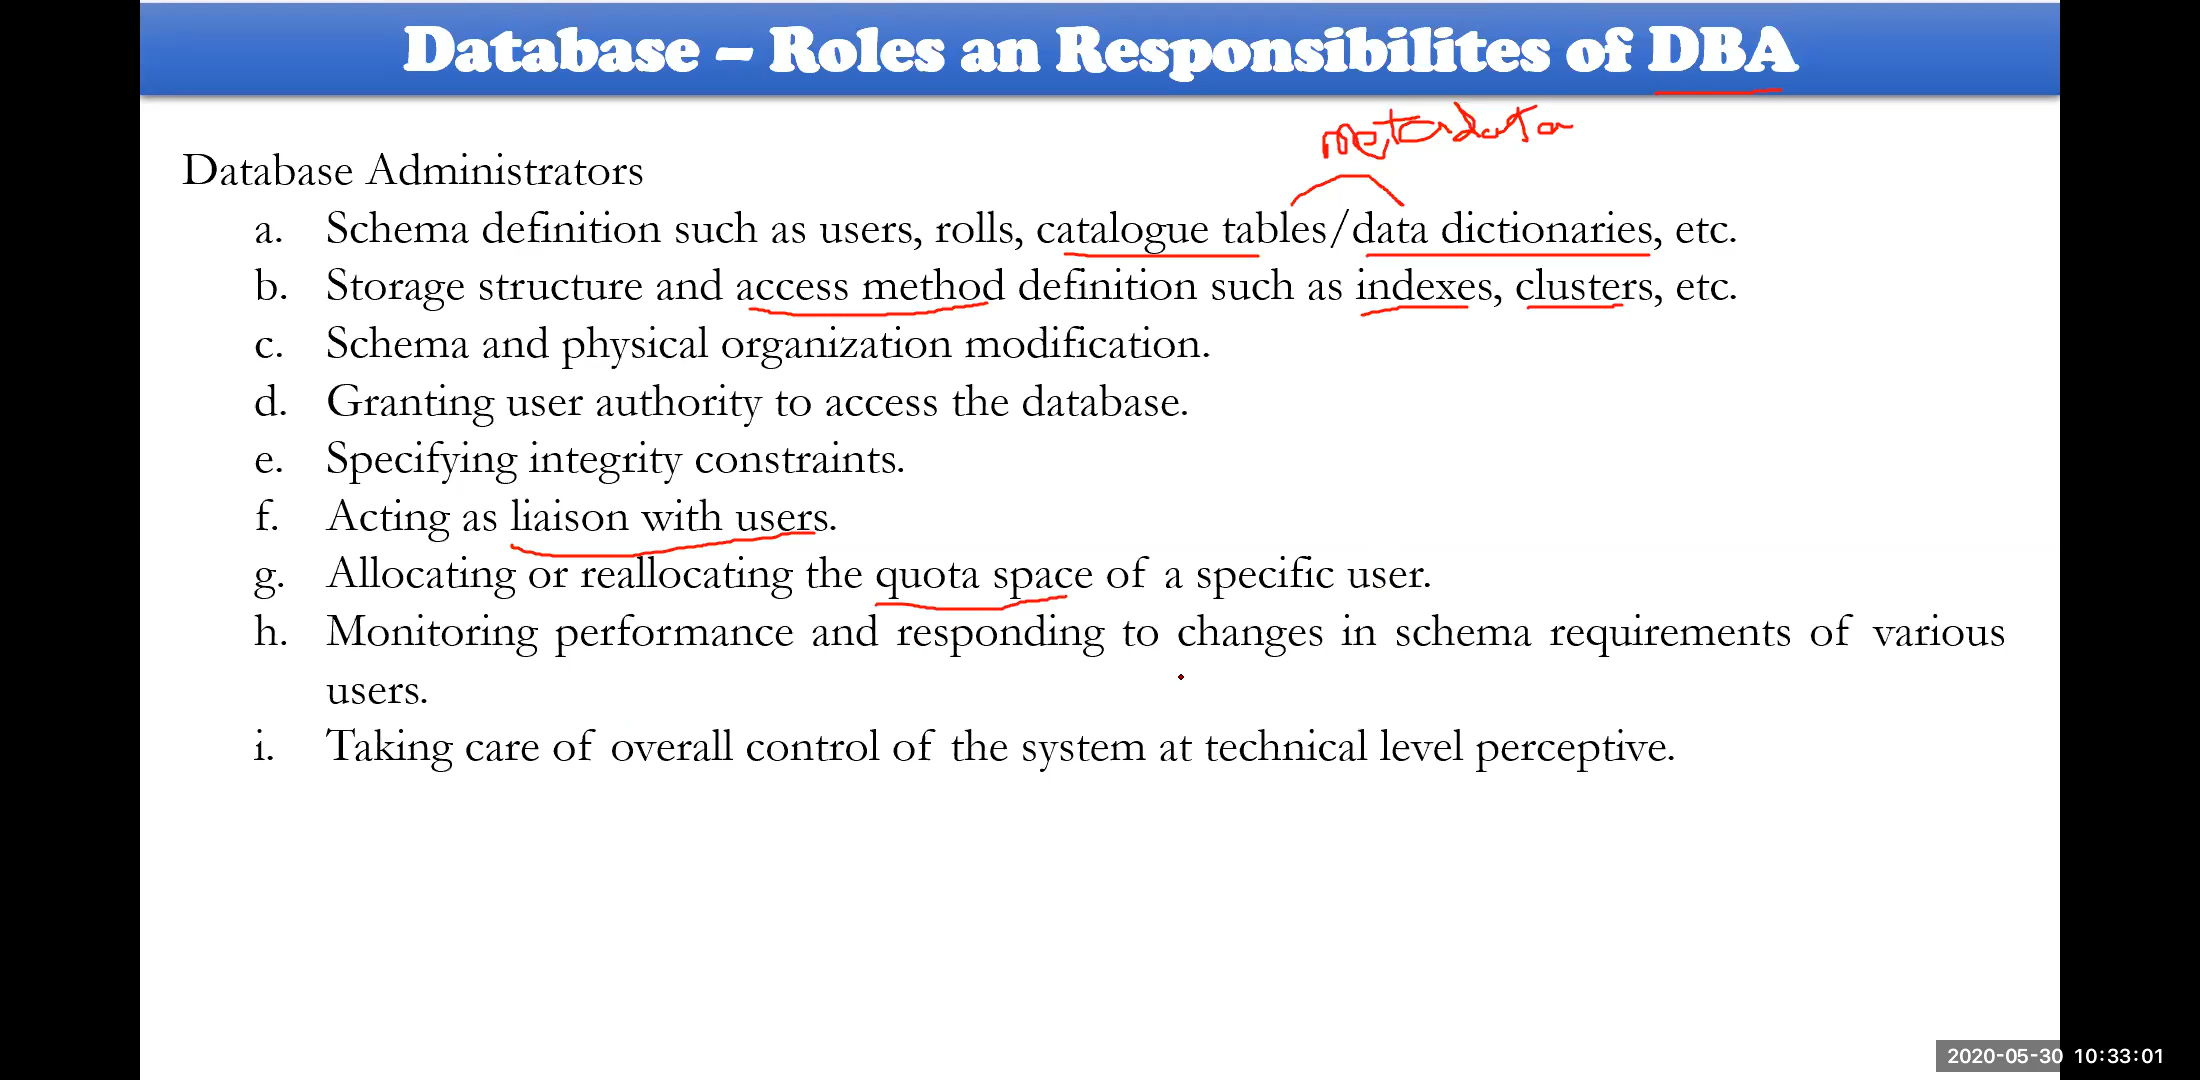 Database – Roles an Responsibilites of DBA
metadata
Database Administrators
a. Schema definition such as users, rolls, catalogue tables/data dictionaries, etc.
b. Storage structure and access method definition such as indexes, clusters, etc.
c. Schema and physical organization modification.
d. Granting user authority to access the database.
e. Specifying integrity constraints.
f. Acting as liaison with users.
g. Allocating or reallocating the quota space of a specific user.
h. Monitoring performance and responding to changes in schema requirements of various
users.
i. Taking care of overall control of the system at technical level perceptive.
2020-05-30 10:33:01